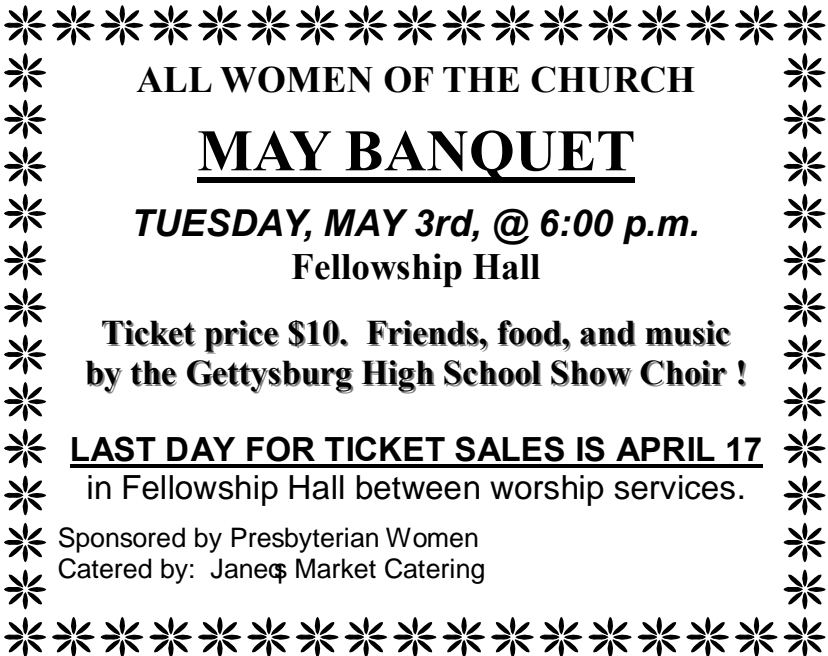 ALL WOMEN OF THE CHURCH
MAY BANQUET
TUESDAY, MAY 3rd, @ 6:00 p.m.
Fellowship Hall
Ticket price $10. Friends, food, and music
by the Gettysburg High School Show Choir !
LAST DAY FOR TICKET SALES IS APRIL 17
in Fellowship Hall between worship services.
Sponsored by Presbyterian Women
Catered by: Market Catering